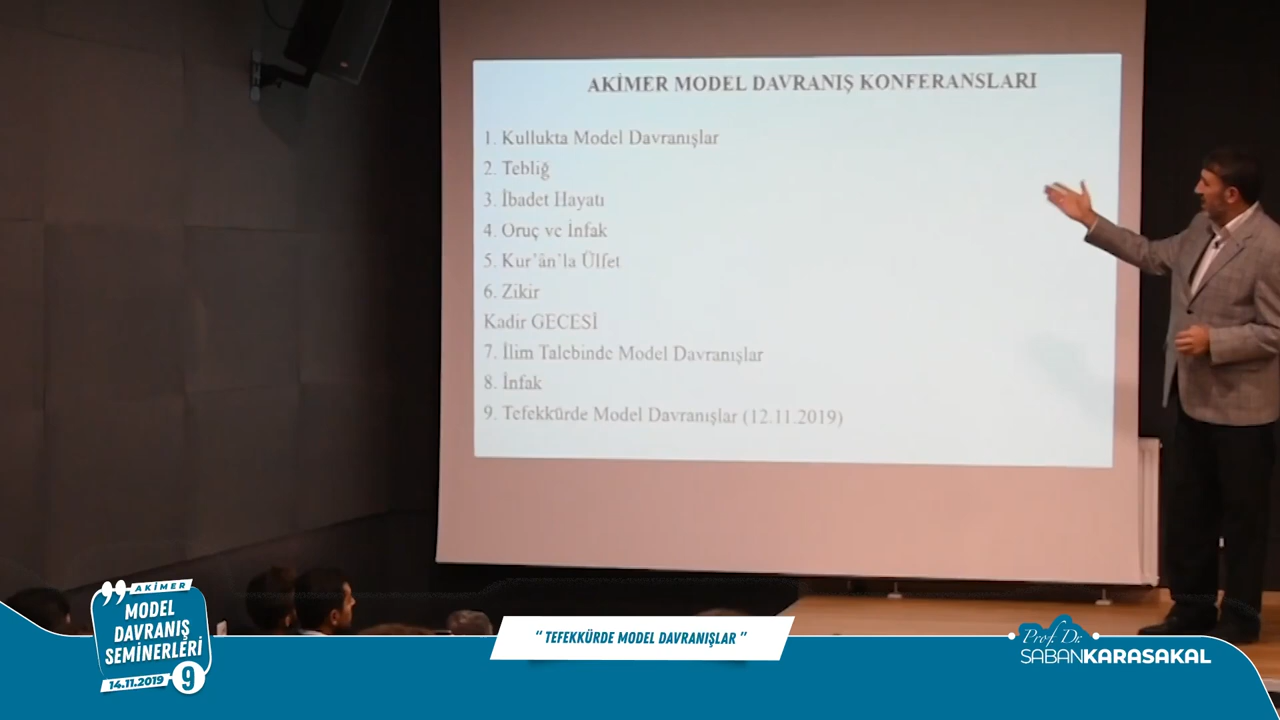 AKİMER MODEL DAVRANIŞ KONFERANSLARI
1. Kullukta Model Davranışlar
2. Tebliğ
3. İbadet Hayatı
4. Oruç ve İnfak
5. Kur'ân'la Ülfet
6. Zikir
Kadir GECESİ
7. İlim Talebinde Model Davranışlar
8. İnfak
9. Tefekkürde Model Davranışlar (12.11.2019)
AKİMER
MODEL
DAVRANIŞ
SEMİNERLERİ
14.11.2019 9
“ TEFEKKÜRDE MODEL DAVRANIŞLAR ”
Prof. Dr.
ŞABANKARASAKAL